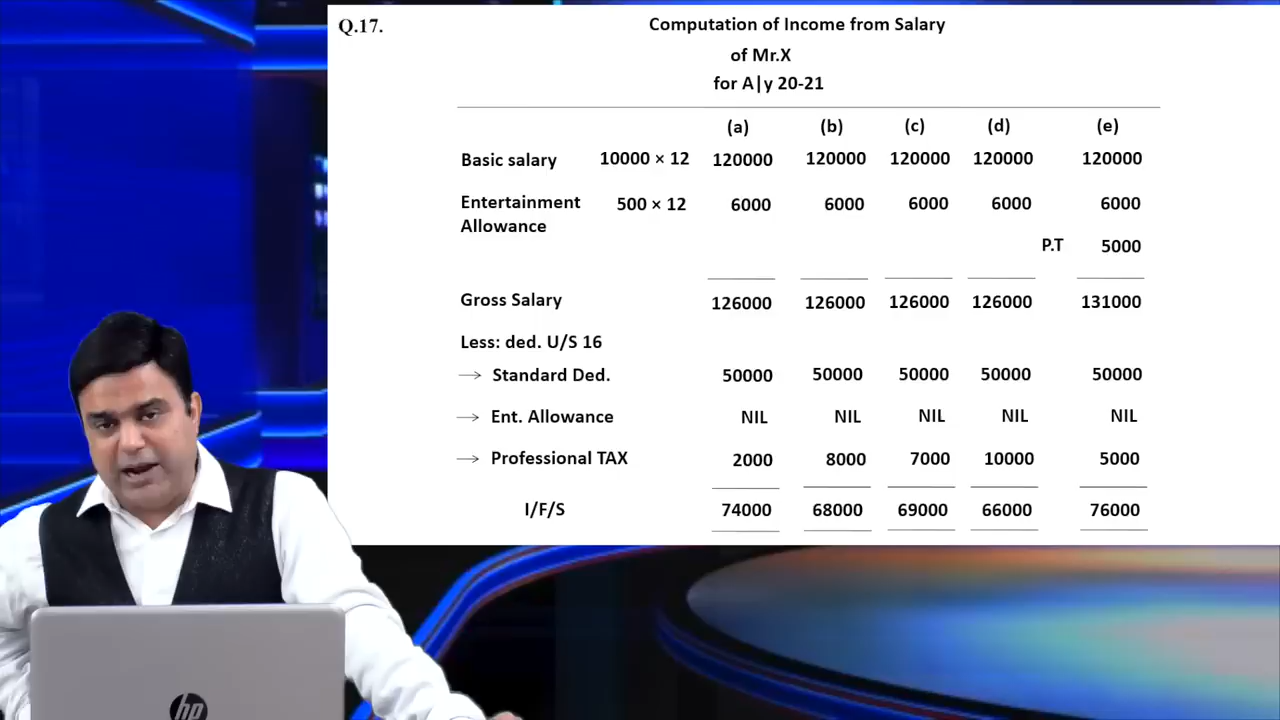 Q.17.
Computation of Income from Salary
of Mr.X
for A|y 20-21
(a) (b) (c) (d) (e)
Basic salary 10000 × 12 120000 120000 120000 120000 120000
Entertainment 500 × 12 6000 6000 6000 6000 6000
Allowance
P.T 5000
Gross Salary 126000 126000 126000 126000 131000
Less: ded. U/S 16
→ Standard Ded. 50000 50000 50000 50000 50000
→ Ent. Allowance NIL NIL NIL NIL NIL
→ Professional TAX 2000 8000 7000 10000 5000
I/F/S 74000 68000 69000 66000 76000
hp